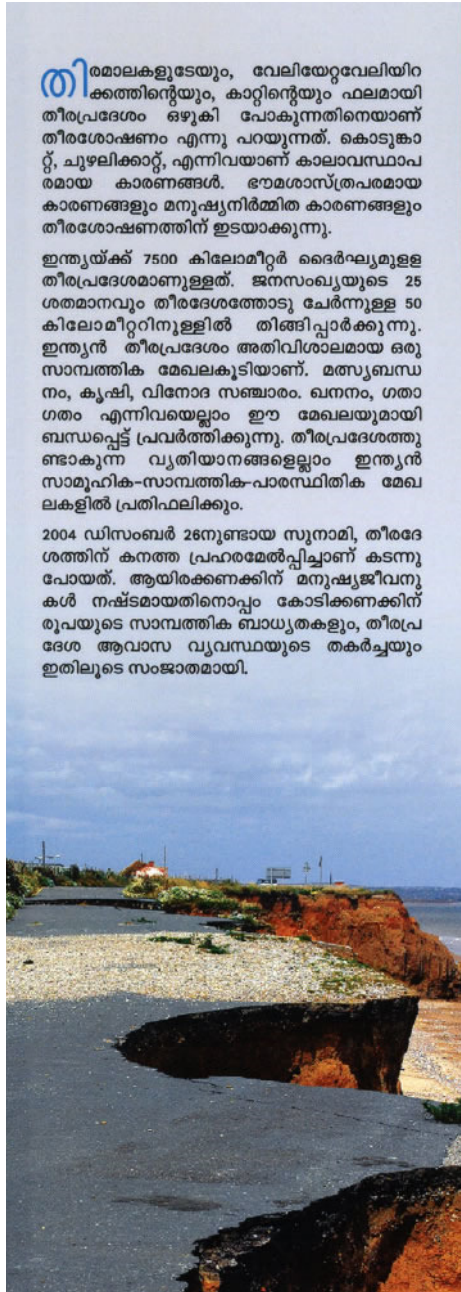 തിരമാലകളുടേയും, വേലിയേറ്റവേലിയിറ
ക്കത്തിന്റെയും, കാറ്റിന്റെയും ഫലമായി
തീരപ്രദേശം ഒഴുകി പോകുന്നതിനെയാണ്
തീരശോഷണം എന്നു പറയുന്നത്. കൊടുങ്കാ
റ്റ്, ചുഴലിക്കാറ്റ്, എന്നിവയാണ് കാലാവസ്ഥാപ
രമായ കാരണങ്ങൾ. ഭൗമശാസ്ത്രപരമായ
കാരണങ്ങളും മനുഷ്യനിർമ്മിത കാരണങ്ങളും
തീരശോഷണത്തിന് ഇടയാക്കുന്നു.
ഇന്ത്യയ്ക്ക് 7500 കിലോമീറ്റർ ദൈർഘ്യമുളള
തീരപ്രദേശമാണുള്ളത്. ജനസംഖ്യയുടെ 25
ശതമാനവും തീരദേശത്തോടു ചേർന്നുള്ള 50
കിലോമീറ്ററിനുള്ളിൽ തിങ്ങിപ്പാർക്കുന്നു.
ഇന്ത്യൻ തീരപ്രദേശം അതിവിശാലമായ ഒരു
സാമ്പത്തിക മേഖലകൂടിയാണ്. മത്സ്യബന്ധ
നം, കൃഷി, വിനോദ സഞ്ചാരം. ഖനനം, ഗതാ
ഗതം എന്നിവയെല്ലാം ഈ മേഖലയുമായി
ബന്ധപ്പെട്ട് പ്രവർത്തിക്കുന്നു. തീരപ്രദേശത്തു
ണ്ടാകുന്ന വ്യതിയാനങ്ങളെല്ലാം ഇന്ത്യൻ
സാമൂഹിക-സാമ്പത്തിക-പാരസ്ഥിതിക മേഖ
ലകളിൽ പ്രതിഫലിക്കും.
2004 ഡിസംബർ 26നുണ്ടായ സുനാമി, തീരദേ
ശത്തിന് കനത്ത പ്രഹരമേൽപ്പിച്ചാണ് കടന്നു
പോയത്. ആയിരക്കണക്കിന് മനുഷ്യജീവനു
കൾ നഷ്ടമായതിനൊപ്പം കോടിക്കണക്കിന്
രൂപയുടെ സാമ്പത്തിക ബാധ്യതകളും, തീരപ്ര
ദേശ ആവാസ വ്യവസ്ഥയുടെ തകർച്ചയും
ഇതിലൂടെ സംജാതമായി.